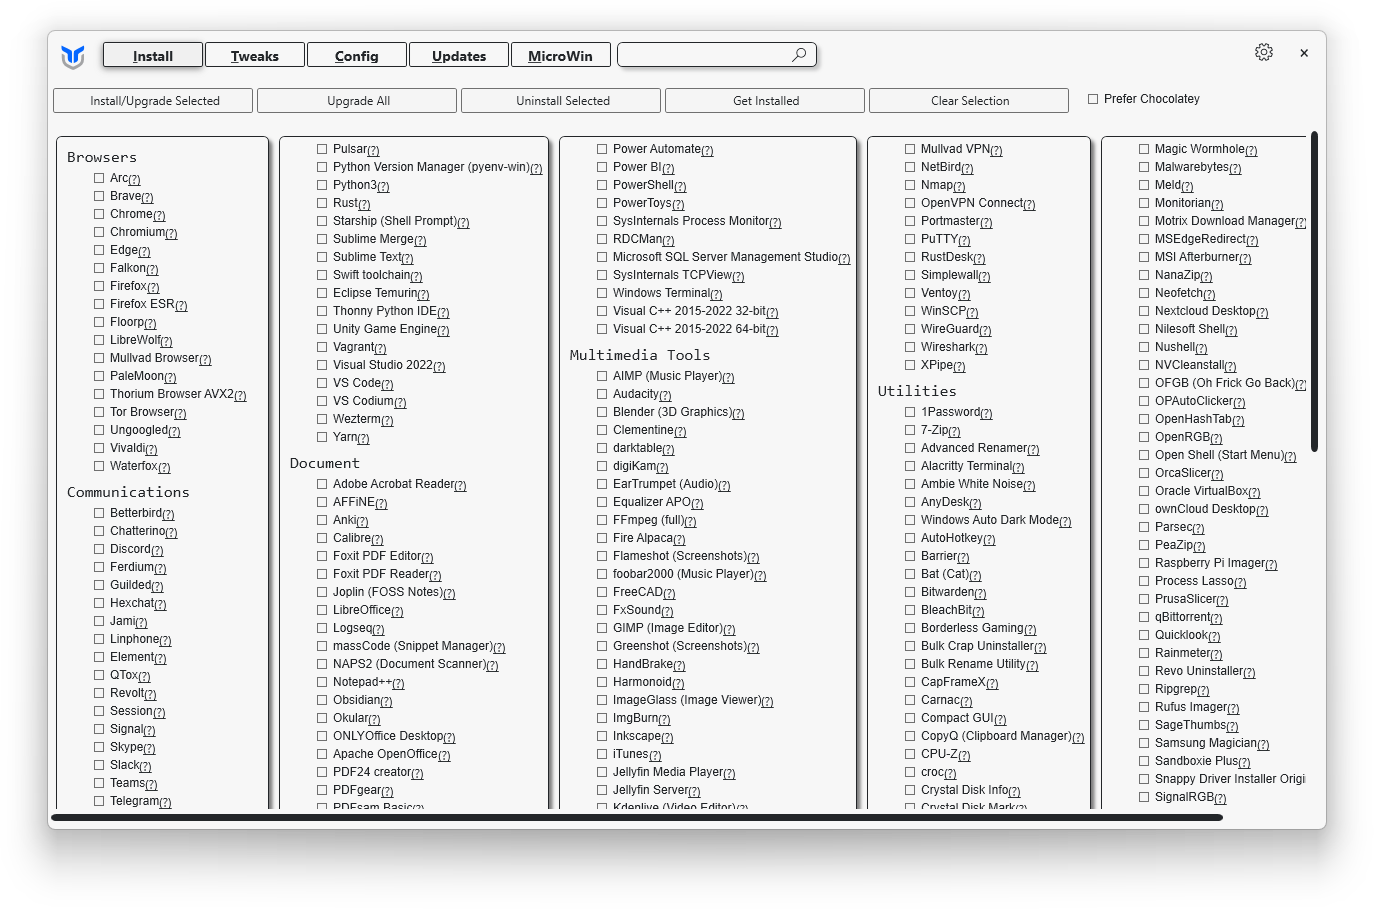 Install
Tweaks
Config
Updates
MicroWin
Install/Upgrade Selected
Upgrade All
Uninstall Selected
Get Installed
Clear Selection
Prefer Chocolatey
Browsers
Arc(?)
Brave(?)
Chrome(?)
Chromium(?)
Edge(?)
Falkon(?)
Firefox(?)
Firefox ESR(?)
Floorp(?)
LibreWolf(?)
Mullvad Browser(?)
PaleMoon(?)
Thorium Browser AVX2(?)
Tor Browser(?)
Ungoogled(?)
Vivaldi(?)
Waterfox(?)
Communications
Betterbird(?)
Chatterino(?)
Discord(?)
Ferdium(?)
Guilded(?)
Hexchat(?)
Jami(?)
Linphone(?)
Element(?)
QTox(?)
Revolt(?)
Session(?)
Signal(?)
Skype(?)
Slack(?)
Teams(?)
Telegram(?)
Pulsar(?)
Python Version Manager (pyenv-win)(?)
Python3(?)
Rust(?)
Starship (Shell Prompt)(?)
Sublime Merge(?)
Sublime Text(?)
Swift toolchain(?)
Eclipse Temurin(?)
Thonny Python IDE(?)
Unity Game Engine(?)
Vagrant(?)
Visual Studio 2022(?)
VS Code(?)
VS Codium(?)
Wezterm(?)
Yarn(?)
Document
Adobe Acrobat Reader(?)
AFFiNE(?)
Anki(?)
Calibre(?)
Foxit PDF Editor(?)
Foxit PDF Reader(?)
Joplin (FOSS Notes)(?)
LibreOffice(?)
Logseq(?)
massCode (Snippet Manager)(?)
NAPS2 (Document Scanner)(?)
Notepad++(?)
Obsidian(?)
Okular(?)
ONLYOffice Desktop(?)
Apache OpenOffice(?)
PDF24 creator(?)
PDFgear(?)
PDFsam Basic(?)
Power Automate(?)
Power BI(?)
PowerShell(?)
PowerToys(?)
SysInternals Process Monitor(?)
RDCMan(?)
Microsoft SQL Server Management Studio(?)
SysInternals TCPView(?)
Windows Terminal(?)
Visual C++ 2015-2022 32-bit(?)
Visual C++ 2015-2022 64-bit(?)
Multimedia Tools
AIMP (Music Player)(?)
Audacity(?)
Blender (3D Graphics)(?)
Clementine(?)
darktable(?)
digiKam(?)
EarTrumpet (Audio)(?)
Equalizer APO(?)
FFmpeg (full)(?)
Fire Alpaca(?)
Flameshot (Screenshots)(?)
foobar2000 (Music Player)(?)
FreeCAD(?)
FxSound(?)
GIMP (Image Editor)(?)
Greenshot (Screenshots)(?)
HandBrake(?)
Harmonoid(?)
ImageGlass (Image Viewer)(?)
ImgBurn(?)
Inkscape(?)
iTunes(?)
Jellyfin Media Player(?)
Jellyfin Server(?)
Kdenlive (Video Editor)(?)
Mullvad VPN(?)
NetBird(?)
Nmap(?)
OpenVPN Connect(?)
Portmaster(?)
PuTTY(?)
RustDesk(?)
Simplewall(?)
Ventoy(?)
WinSCP(?)
WireGuard(?)
Wireshark(?)
XPipe(?)
Utilities
1Password(?)
7-Zip(?)
Advanced Renamer(?)
Alacritty Terminal(?)
Ambie White Noise(?)
AnyDesk(?)
Windows Auto Dark Mode(?)
AutoHotkey(?)
Barrier(?)
Bat (Cat)(?)
Bitwarden(?)
BleachBit(?)
Borderless Gaming(?)
Bulk Crap Uninstaller(?)
Bulk Rename Utility(?)
CapFrameX(?)
Carnac(?)
Compact GUI(?)
CopyQ (Clipboard Manager)(?)
CPU-Z(?)
croc(?)
Crystal Disk Info(?)
Crystal Disk Mark(?)
Magic Wormhole(?)
Malwarebytes(?)
Meld(?)
Monitorian(?)
Motrix Download Manager(?)
MSEdgeRedirect(?)
MSI Afterburner(?)
NanaZip(?)
Neofetch(?)
Nextcloud Desktop(?)
Nilesoft Shell(?)
Nushell(?)
NVCleanstall(?)
OFGB (Oh Frick Go Back)(?)
OPAutoClicker(?)
OpenHashTab(?)
OpenRGB(?)
Open Shell (Start Menu)(?)
OrcaSlicer(?)
Oracle VirtualBox(?)
ownCloud Desktop(?)
Parsec(?)
PeaZip(?)
Raspberry Pi Imager(?)
Process Lasso(?)
PrusaSlicer(?)
qBittorrent(?)
Quicklook(?)
Rainmeter(?)
Revo Uninstaller(?)
Ripgrep(?)
Rufus Imager(?)
SageThumbs(?)
Samsung Magician(?)
Sandboxie Plus(?)
Snappy Driver Installer Origi
SignalRGB(?)